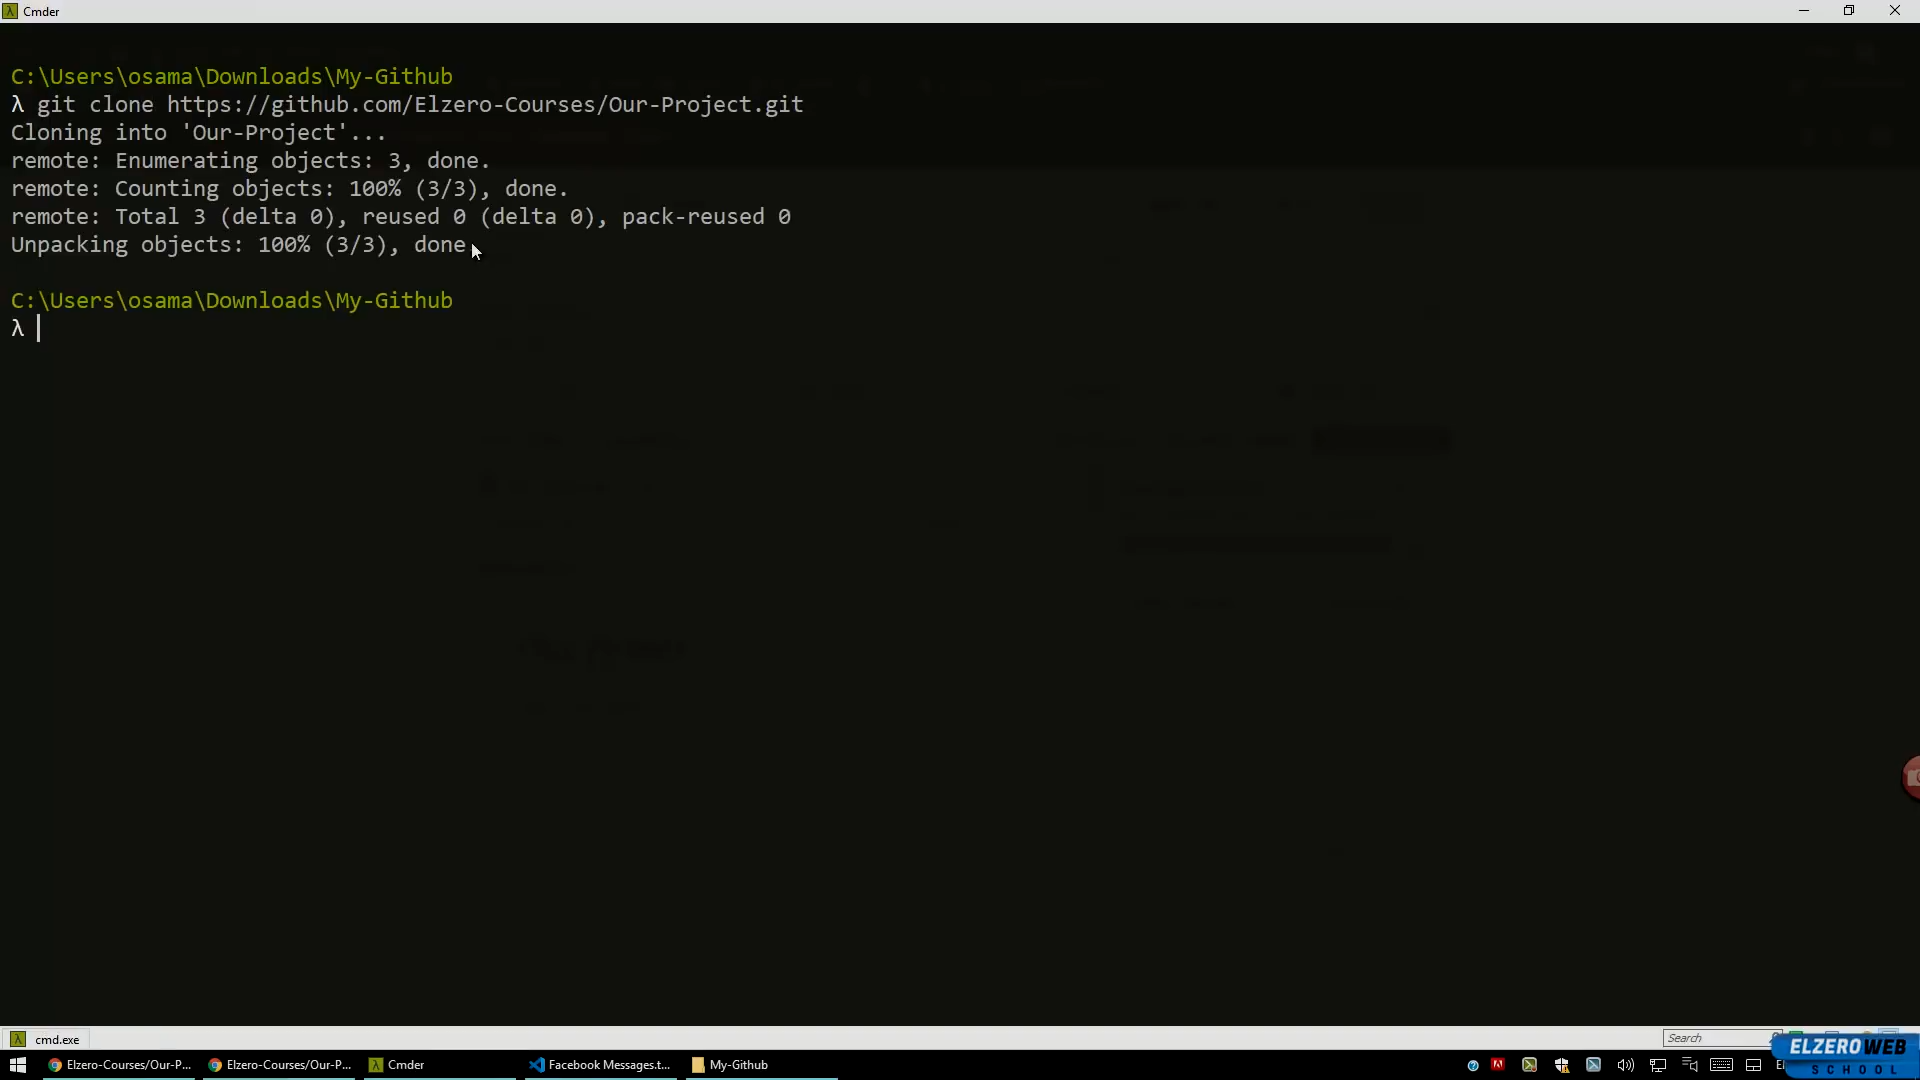 Cmder
C:\Users\osama\Downloads\My-Github
λ git clone https://github.com/Elzero-Courses/Our-Project.git
Cloning into 'Our-Project'...
remote: Enumerating objects: 3, done.
remote: Counting objects: 100% (3/3), done.
remote: Total 3 (delta 0), reused 0 (delta 0), pack-reused 0
Unpacking objects: 100% (3/3), done
C:\Users\osama\Downloads\My-Github
λ
cmd.exe
Search
Elzero-Courses/Our-P...
Elzero-Courses/Our-P...
Cmder
Facebook Messages.t...
My-Github
ELZERO WEB
SCHOOL